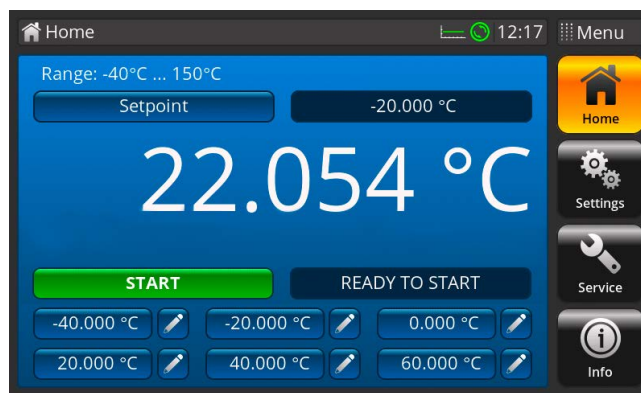 Home 12:17 Menu
Range: -40°C ... 150°C
Setpoint -20.000 °C
Home
22.054 °C
Settings
START READY TO START
Service
-40.000 °C -20.000 °C 0.000 °C
20.000 °C 40.000 °C 60.000 °C
Info